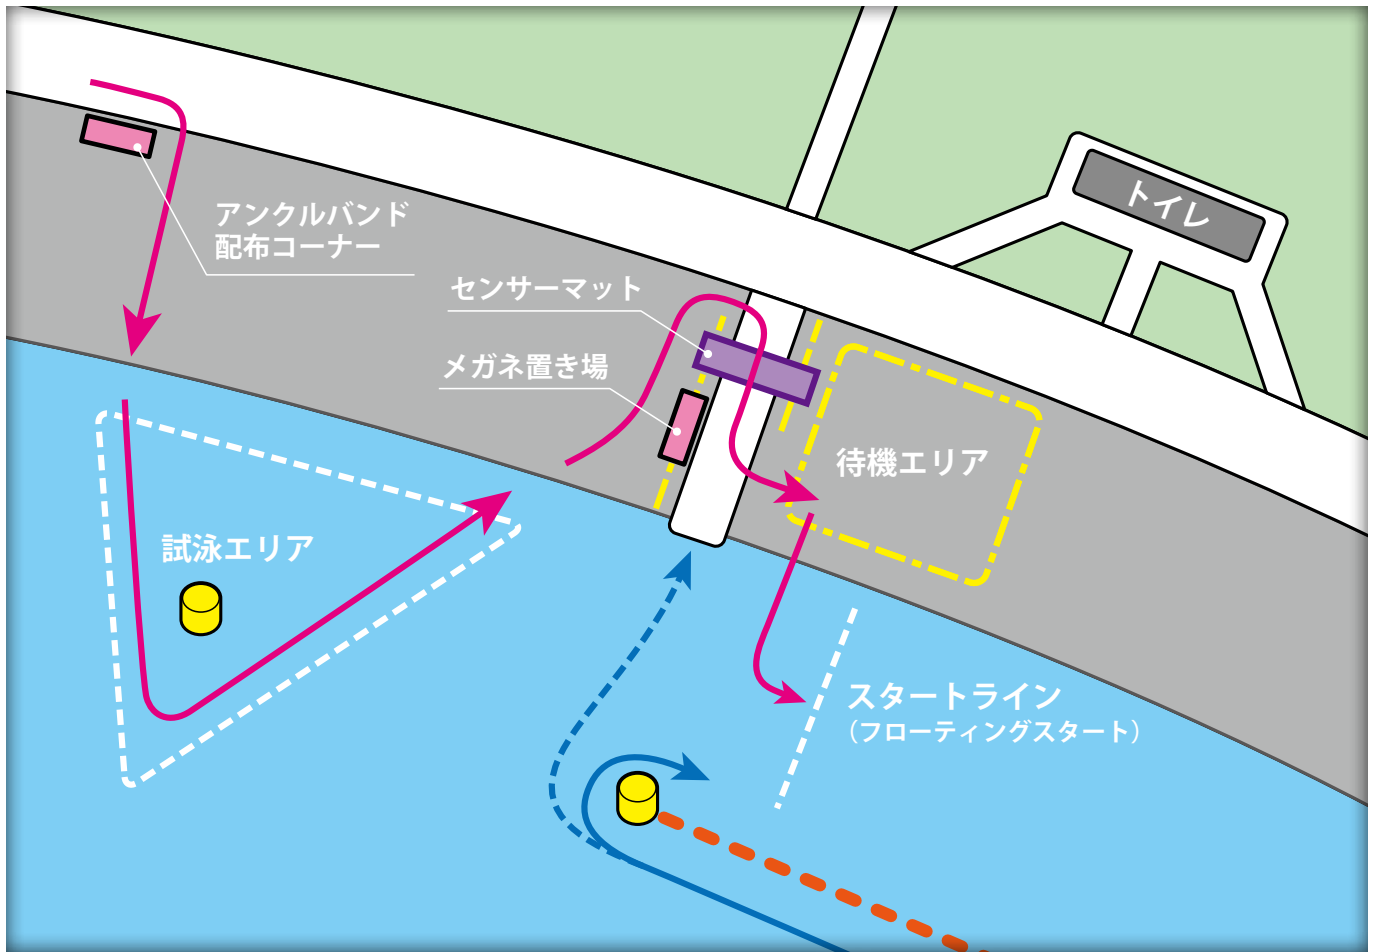 トイレ
アンクルバンド
配布コーナー
センサーマット
メガネ置き場
待機エリア
試泳エリア
スタートライン
（フローティングスタート）